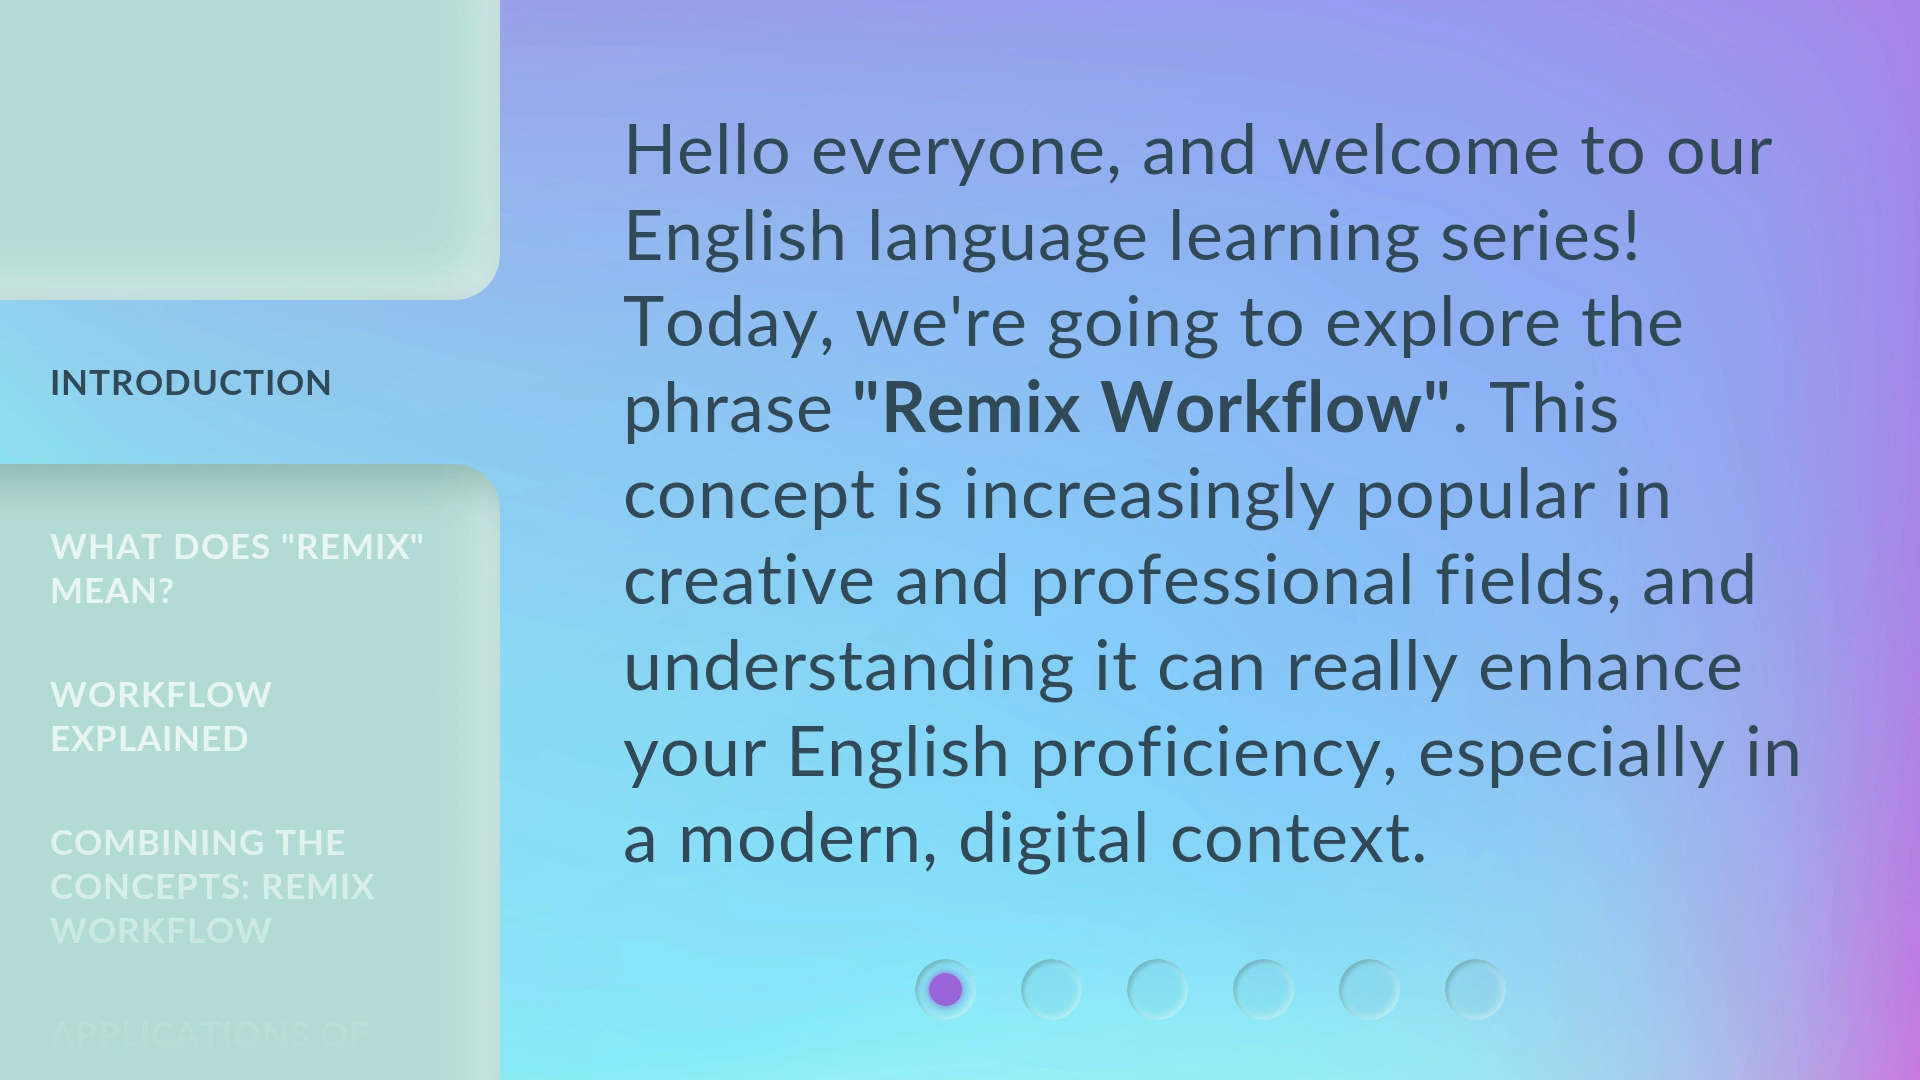 INTRODUCTION
WHAT DOES "REMIX"
MEAN?
WORKFLOW
EXPLAINED
COMBINING THE
CONCEPTS: REMIX
WORKFLOW
APPLICATIONS OF
Hello everyone, and welcome to our
English language learning series!
Today, we're going to explore the
phrase "Remix Workflow". This
concept is increasingly popular in
creative and professional fields, and
understanding it can really enhance
your English proficiency, especially in
a modern, digital context.